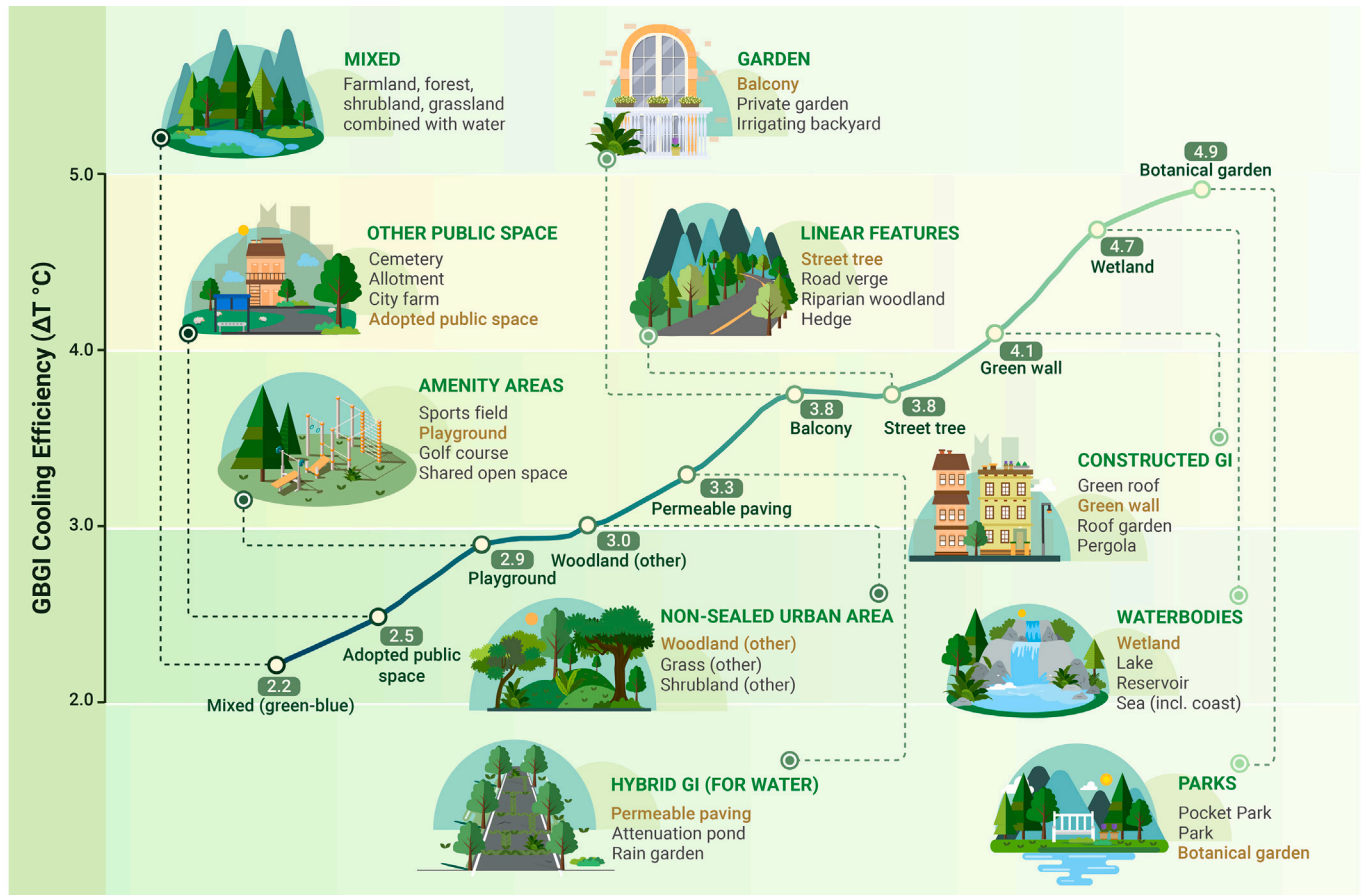 MIXED
Farmland, forest,
shrubland, grassland
combined with water
GARDEN
Balcony
Private garden
Irrigating backyard
GBGI Cooling Efficiency (ΔT °C)
5.0
4.0
3.0
2.0
OTHER PUBLIC SPACE
Cemetery
Allotment
City farm
Adopted public space
LINEAR FEATURES
Street tree
Road verge
Riparian woodland
Hedge
4.9
Botanical garden
4.7
Wetland
4.1
Green wall
AMENITY AREAS
Sports field
Playground
Golf course
Shared open space
3.8
Balcony
3.8
Street tree
3.3
Permeable paving
3.0
Woodland (other)
2.9
Playground
2.5
Adopted public
space
2.2
Mixed (green-blue)
CONSTRUCTED GI
Green roof
Green wall
Roof garden
Pergola
NON-SEALED URBAN AREA
Woodland (other)
Grass (other)
Shrubland (other)
WATERBODIES
Wetland
Lake
Reservoir
Sea (incl. coast)
HYBRID GI (FOR WATER)
Permeable paving
Attenuation pond
Rain garden
PARKS
Pocket Park
Park
Botanical garden